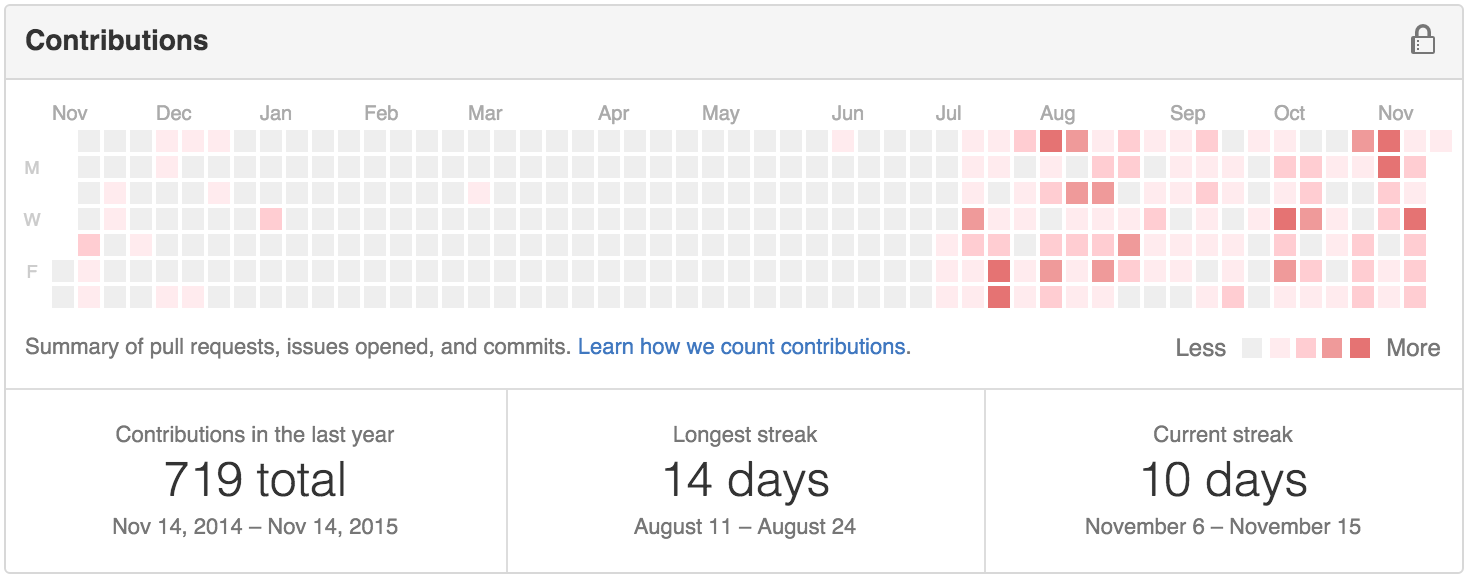 Contributions
Nov Dec Jan Feb Mar Apr May Jun Jul Aug Sep Oct Nov
M
W
F
Summary of pull requests, issues opened, and commits. Learn how we count contributions.
Less More
Contributions in the last year
719 total
Nov 14, 2014 – Nov 14, 2015
Longest streak
14 days
August 11 – August 24
Current streak
10 days
November 6 – November 15